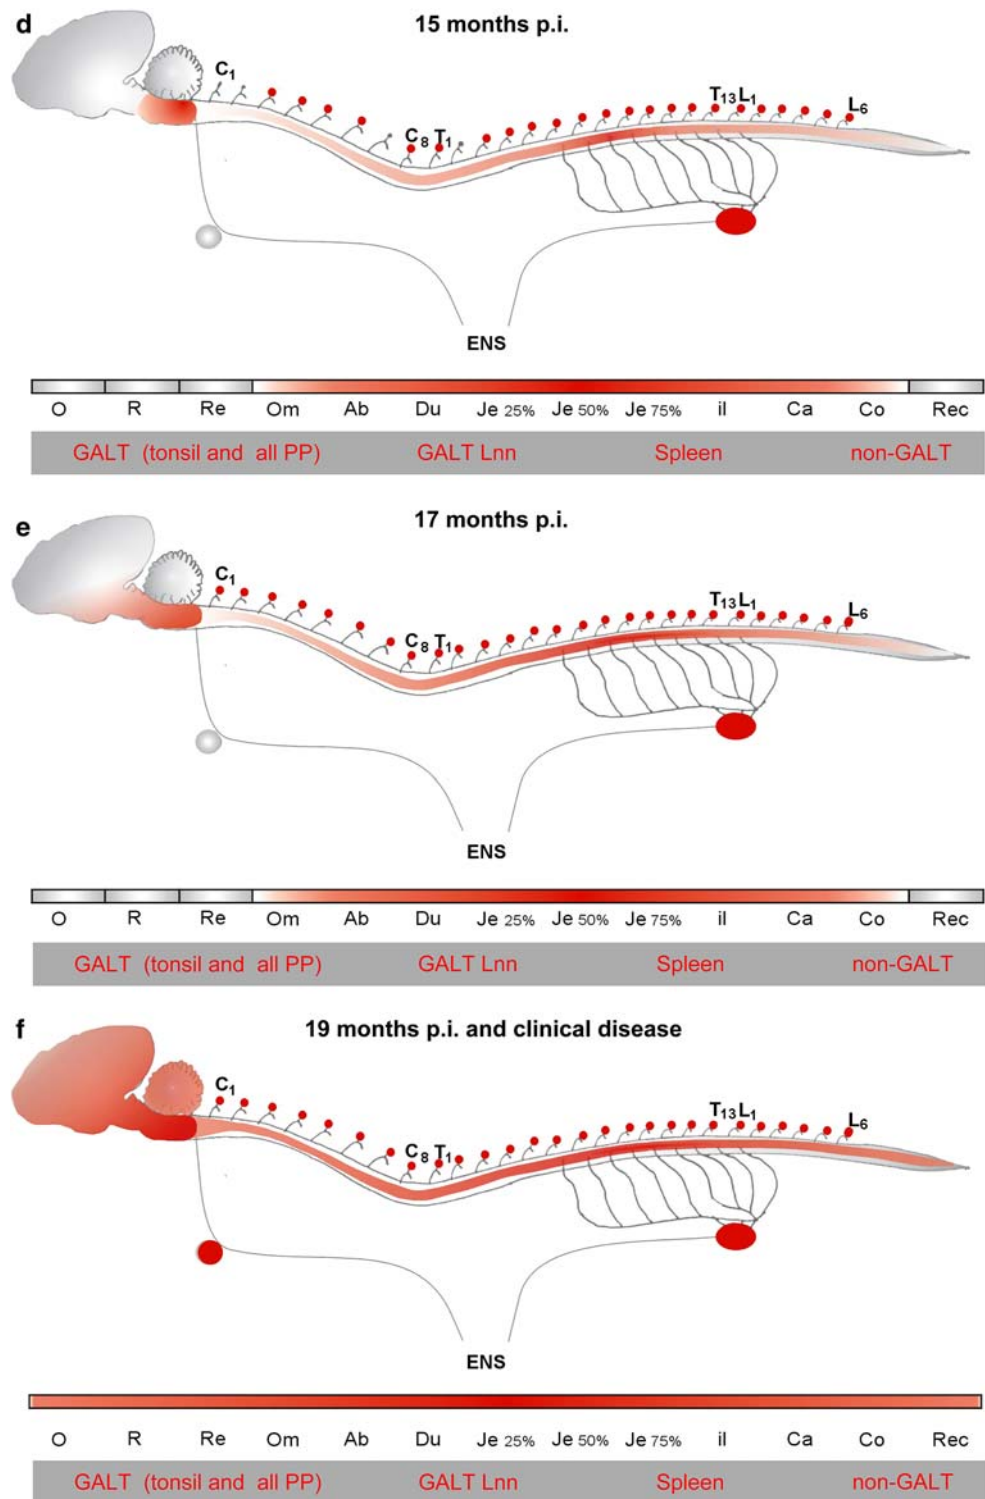 d 15 months p.i.
C1
C8 T1
T13 L1
L6
ENS
O R Re Om Ab Du Je 25% Je 50% Je 75% il Ca Co Rec
GALT (tonsil and all PP) GALT Lnn Spleen non-GALT
e 17 months p.i.
C1
C8 T1
T13 L1
L6
ENS
O R Re Om Ab Du Je 25% Je 50% Je 75% il Ca Co Rec
GALT (tonsil and all PP) GALT Lnn Spleen non-GALT
f 19 months p.i. and clinical disease
C1
C8 T1
T13 L1
L6
ENS
O R Re Om Ab Du Je 25% Je 50% Je 75% il Ca Co Rec
GALT (tonsil and all PP) GALT Lnn Spleen non-GALT